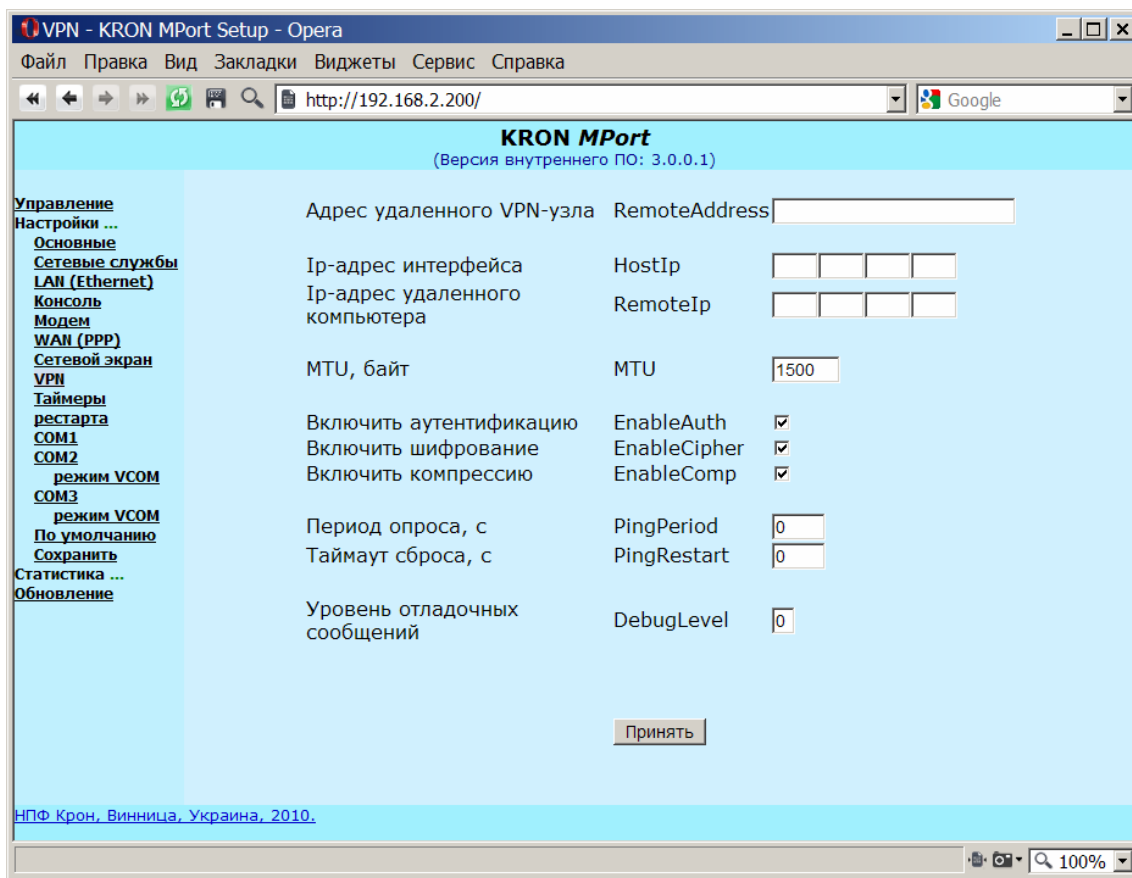 VPN - KRON MPort Setup - Opera
Файл Правка Вид Закладки Виджеты Сервис Справка
http://192.168.2.200/
Google
KRON MPort
(Версия внутреннего ПО: 3.0.0.1)
Управление
Настройки ...
Основные
Сетевые службы
LAN (Ethernet)
Консоль
Модем
WAN (PPP)
Сетевой экран
VPN
Таймеры
рестарта
COM1
COM2
режим VCOM
COM3
режим VCOM
По умолчанию
Сохранить
Статистика ...
Обновление
Адрес удаленного VPN-узла RemoteAddress
Ip-адрес интерфейса HostIp
Ip-адрес удаленного
компьютера RemoteIp
MTU, байт MTU 1500
Включить аутентификацию EnableAuth
Включить шифрование EnableCipher
Включить компрессию EnableComp
Период опроса, с PingPeriod 0
Таймаут сброса, с PingRestart 0
Уровень отладочных
сообщений DebugLevel 0
Принять
НПФ Крон, Винница, Украина, 2010.
100%